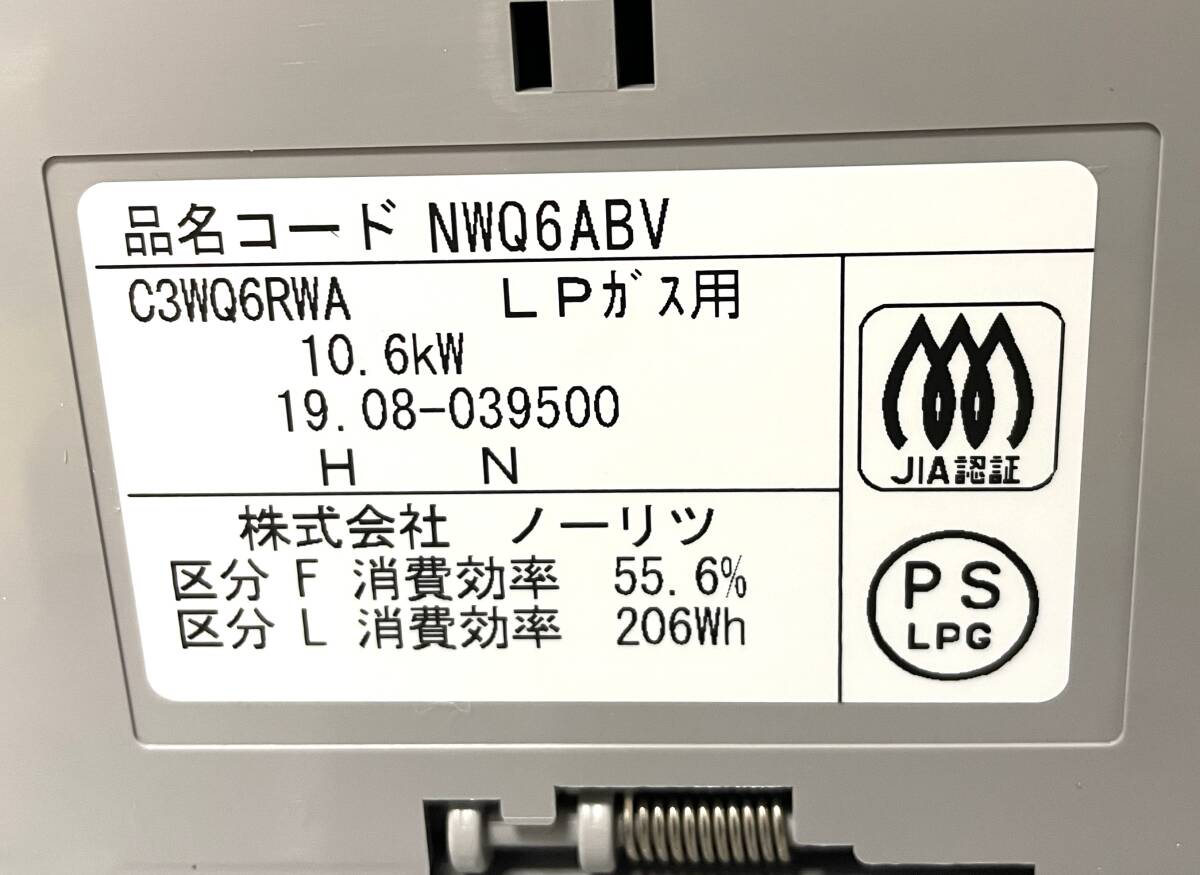 品名コード NWQ6ABV
C3WQ6RWA LPガス用
10.6kW
19.08-039500
H N
株式会社 ノーリツ
区分 F 消費効率 55.6%
区分 L 消費効率 206Wh
JIA認証
PS
LPG